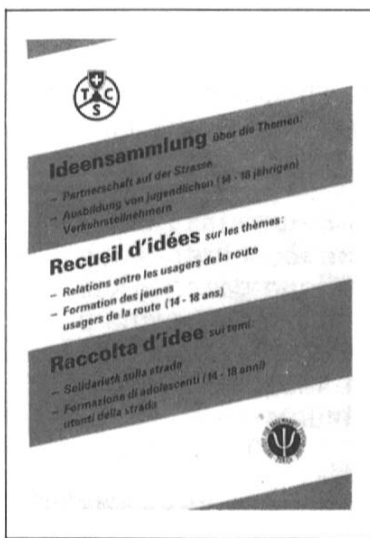 T C S
Ideensammlung über die Themen:
– Partnerschaft auf der Strasse
– Ausbildung von jugendlichen (14 - 18 jährigen)
Verkehrsteilnehmern
Recueil d'idées sur les thèmes:
– Relations entre les usagers de la route
– Formation des jeunes
usagers de la route (14 - 18 ans)
Raccolta d'idee sui temi:
– Solidarietà sulla strada
– Formazione di adolescenti (14 - 18 anni)
utenti della strada